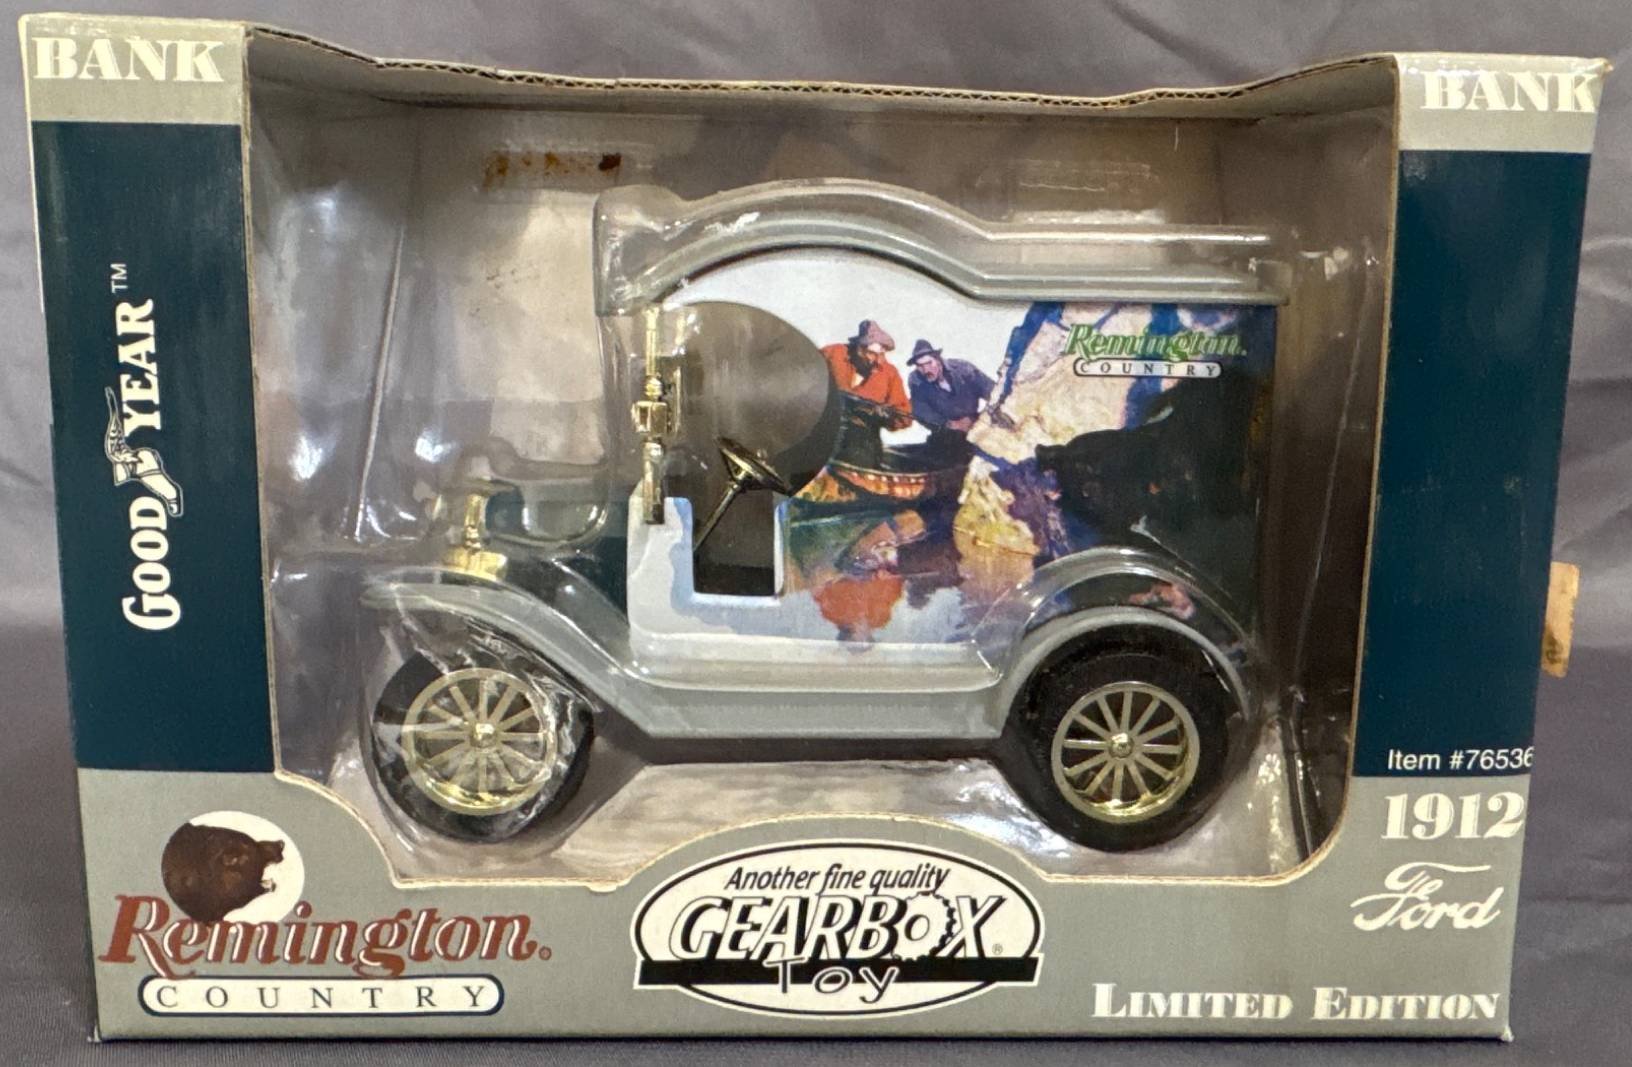 BANK
BANK
GOOD YEAR™
Remington.
COUNTRY
Item #76536
1912
Ford
Remington.
COUNTRY
Another fine quality
GEARBOX®
Toy
LIMITED EDITION